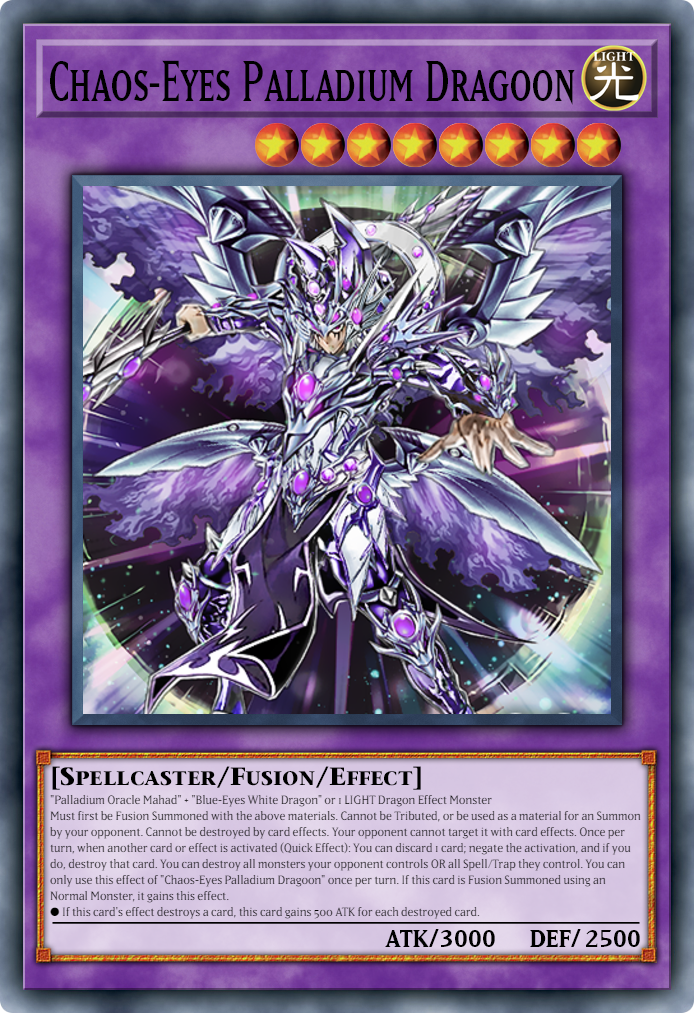 Chaos-Eyes Palladium Dragoon
LIGHT
光
[Spellcaster/Fusion/Effect]
"Palladium Oracle Mahad" + "Blue-Eyes White Dragon" or 1 LIGHT Dragon Effect Monster
Must first be Fusion Summoned with the above materials. Cannot be Tributed, or be used as a material for an Summon
by your opponent. Cannot be destroyed by card effects. Your opponent cannot target it with card effects. Once per
turn, when another card or effect is activated (Quick Effect): You can discard 1 card; negate the activation, and if you
do, destroy that card. You can destroy all monsters your opponent controls OR all Spell/Trap they control. You can
only use this effect of "Chaos-Eyes Palladium Dragoon" once per turn. If this card is Fusion Summoned using an
Normal Monster, it gains this effect.
● If this card's effect destroys a card, this card gains 500 ATK for each destroyed card.
ATK/3000 DEF/ 2500